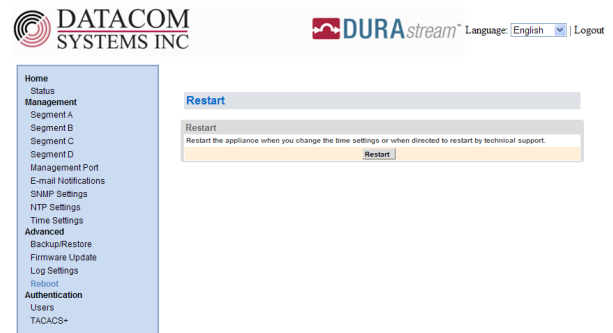 DATACOM
SYSTEMS INC
DURAstream™ Language: English | Logout
Home
Status
Management
Segment A
Segment B
Segment C
Segment D
Management Port
E-mail Notifications
SNMP Settings
NTP Settings
Time Settings
Advanced
Backup/Restore
Firmware Update
Log Settings
Reboot
Authentication
Users
TACACS+
Restart
Restart
Restart the appliance when you change the time settings or when directed to restart by technical support.
Restart